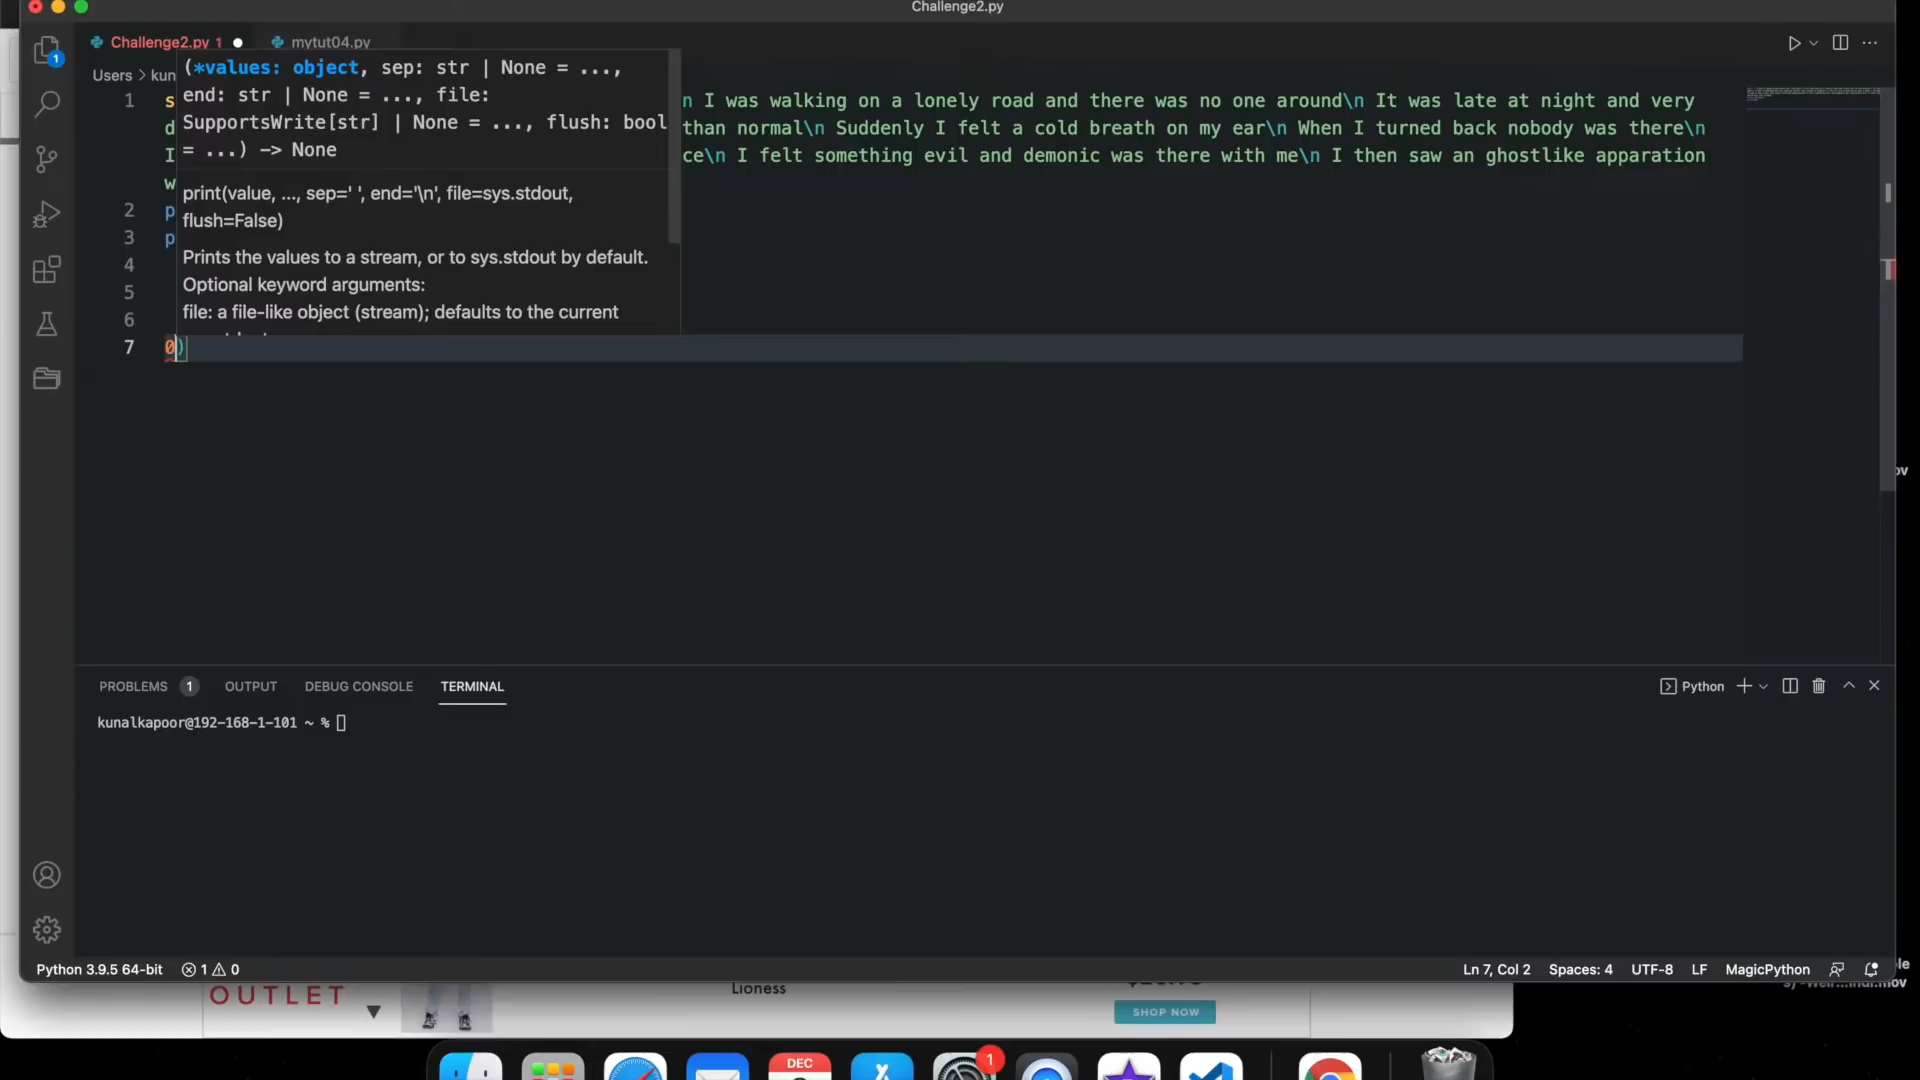 Challenge2.py
Challenge2.py 1
mytut04.py
Users > kun
(*values: object, sep: str | None = ...,
end: str | None = ..., file:
SupportsWrite[str] | None = ..., flush: bool
= ...) -> None
print(value, ..., sep=' ', end='\n', file=sys.stdout,
flush=False)
Prints the values to a stream, or to sys.stdout by default.
Optional keyword arguments:
file: a file-like object (stream); defaults to the current
1 s n I was walking on a lonely road and there was no one around\n It was late at night and very
d than normal\n Suddenly I felt a cold breath on my ear\n When I turned back nobody was there\n
I ce\n I felt something evil and demonic was there with me\n I then saw an ghostlike apparation
w
2 p
3 p
4
5
6
7 0)
PROBLEMS 1 OUTPUT DEBUG CONSOLE TERMINAL
Python
kunalkapoor@192-168-1-101 ~ %
Python 3.9.5 64-bit 1 0
Ln 7, Col 2 Spaces: 4 UTF-8 LF MagicPython
OUTLET
Lioness
SHOP NOW
DEC
1